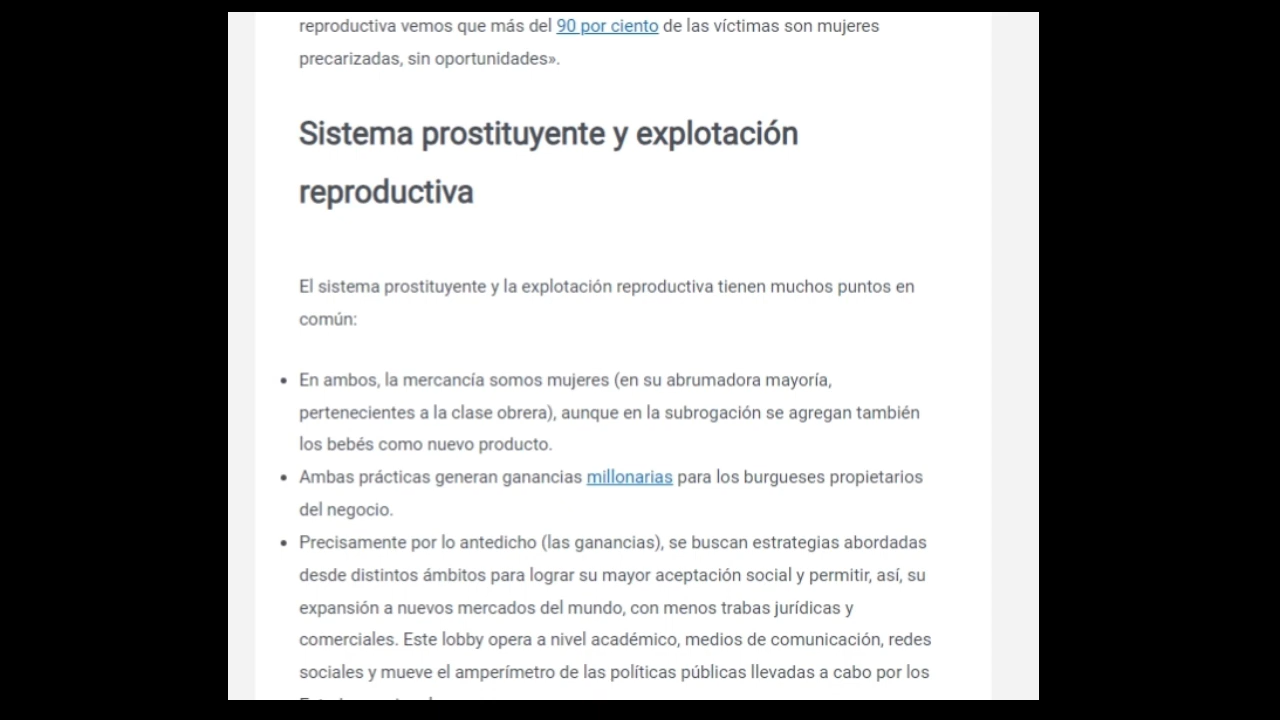 reproductiva vemos que más del 90 por ciento de las víctimas son mujeres
precarizadas, sin oportunidades».
Sistema prostituyente y explotación
reproductiva
El sistema prostituyente y la explotación reproductiva tienen muchos puntos en
común:
En ambos, la mercancía somos mujeres (en su abrumadora mayoría,
pertenecientes a la clase obrera), aunque en la subrogación se agregan también
los bebés como nuevo producto.
Ambas prácticas generan ganancias millonarias para los burgueses propietarios
del negocio.
Precisamente por lo antedicho (las ganancias), se buscan estrategias abordadas
desde distintos ámbitos para lograr su mayor aceptación social y permitir, así, su
expansión a nuevos mercados del mundo, con menos trabas jurídicas y
comerciales. Este lobby opera a nivel académico, medios de comunicación, redes
sociales y mueve el amperímetro de las políticas públicas llevadas a cabo por los